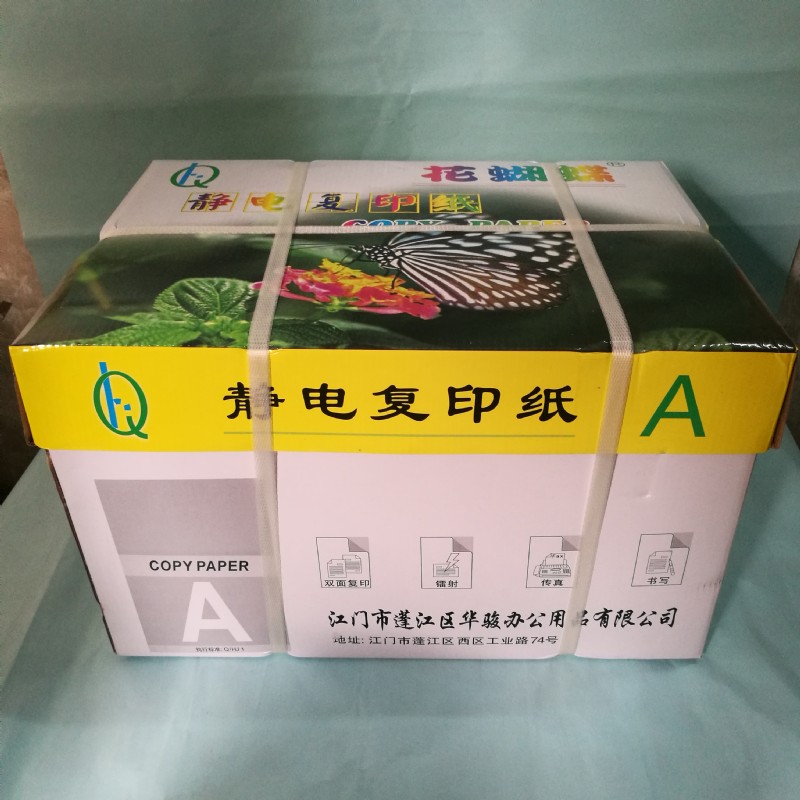 花蝴蝶
静电复印纸
COPY PAPER
静电复印纸
A
COPY PAPER
A
双面复印
镭射
传真
书写
江门市蓬江区华骏办公用品有限公司
地址: 江门市蓬江区西区工业路74号